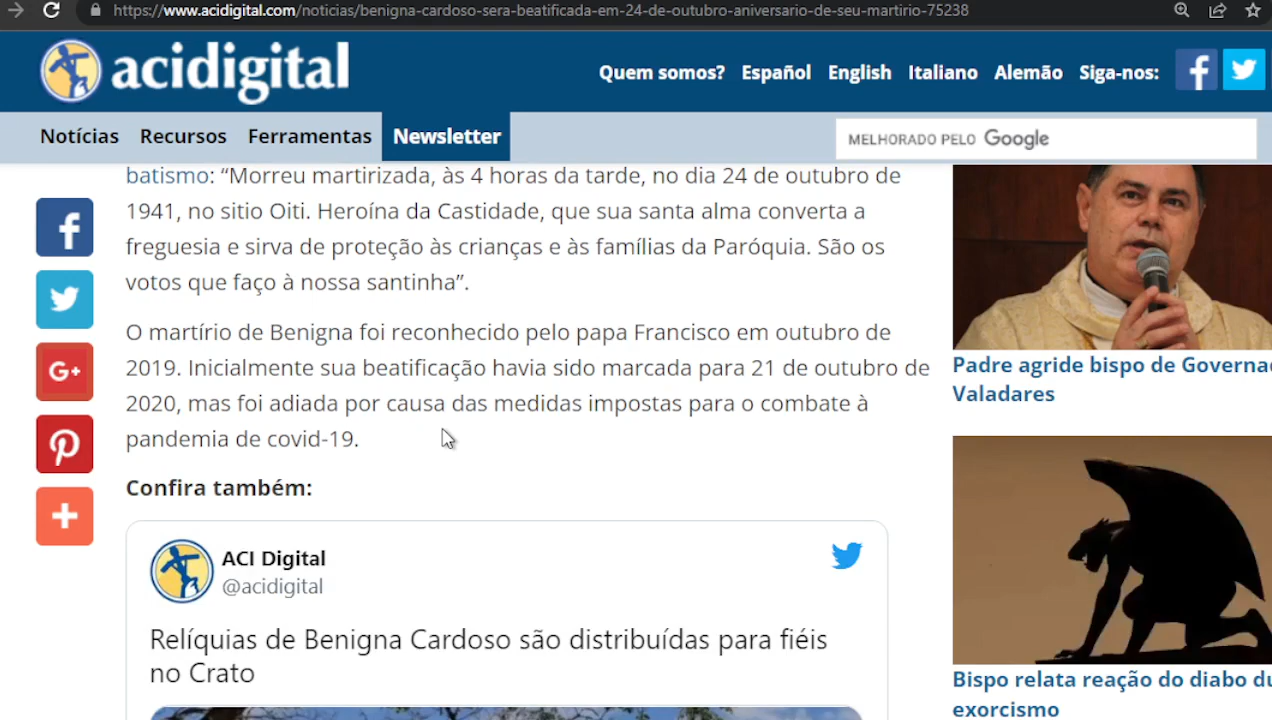 https://www.acidigital.com/noticias/benigna-cardoso-sera-beatificada-em-24-de-outubro-aniversario-de-seu-martirio-75238
acidigital
Quem somos? Español English Italiano Alemão Siga-nos:
Notícias Recursos Ferramentas Newsletter
MELHORADO PELO Google
batismo: “Morreu martirizada, às 4 horas da tarde, no dia 24 de outubro de
1941, no sitio Oiti. Heroína da Castidade, que sua santa alma converta a
freguesia e sirva de proteção às crianças e às famílias da Paróquia. São os
votos que faço à nossa santinha”.
O martírio de Benigna foi reconhecido pelo papa Francisco em outubro de
2019. Inicialmente sua beatificação havia sido marcada para 21 de outubro de
2020, mas foi adiada por causa das medidas impostas para o combate à
pandemia de covid-19.
Confira também:
ACI Digital
@acidigital
Relíquias de Benigna Cardoso são distribuídas para fiéis
no Crato
Padre agride bispo de Governa
Valadares
Bispo relata reação do diabo du
exorcismo